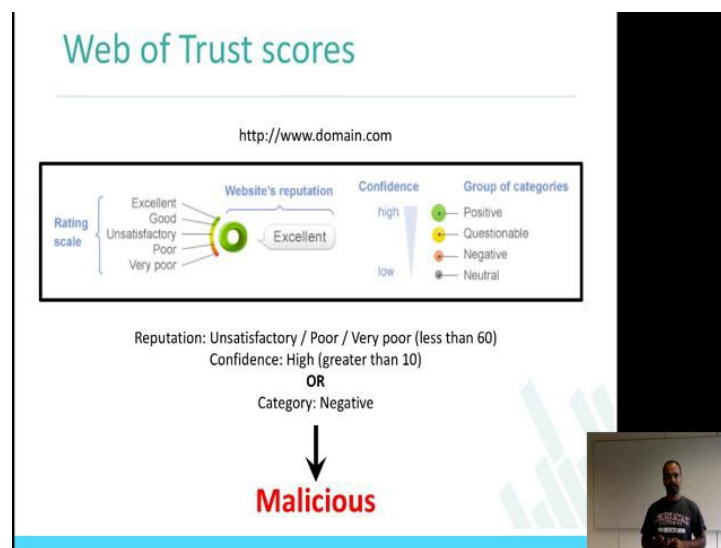 Web of Trust scores
http://www.domain.com
Rating scale
Excellent
Good
Unsatisfactory
Poor
Very poor
Website's reputation
Excellent
Confidence
high
low
Group of categories
Positive
Questionable
Negative
Neutral
Reputation: Unsatisfactory / Poor / Very poor (less than 60)
Confidence: High (greater than 10)
OR
Category: Negative
Malicious